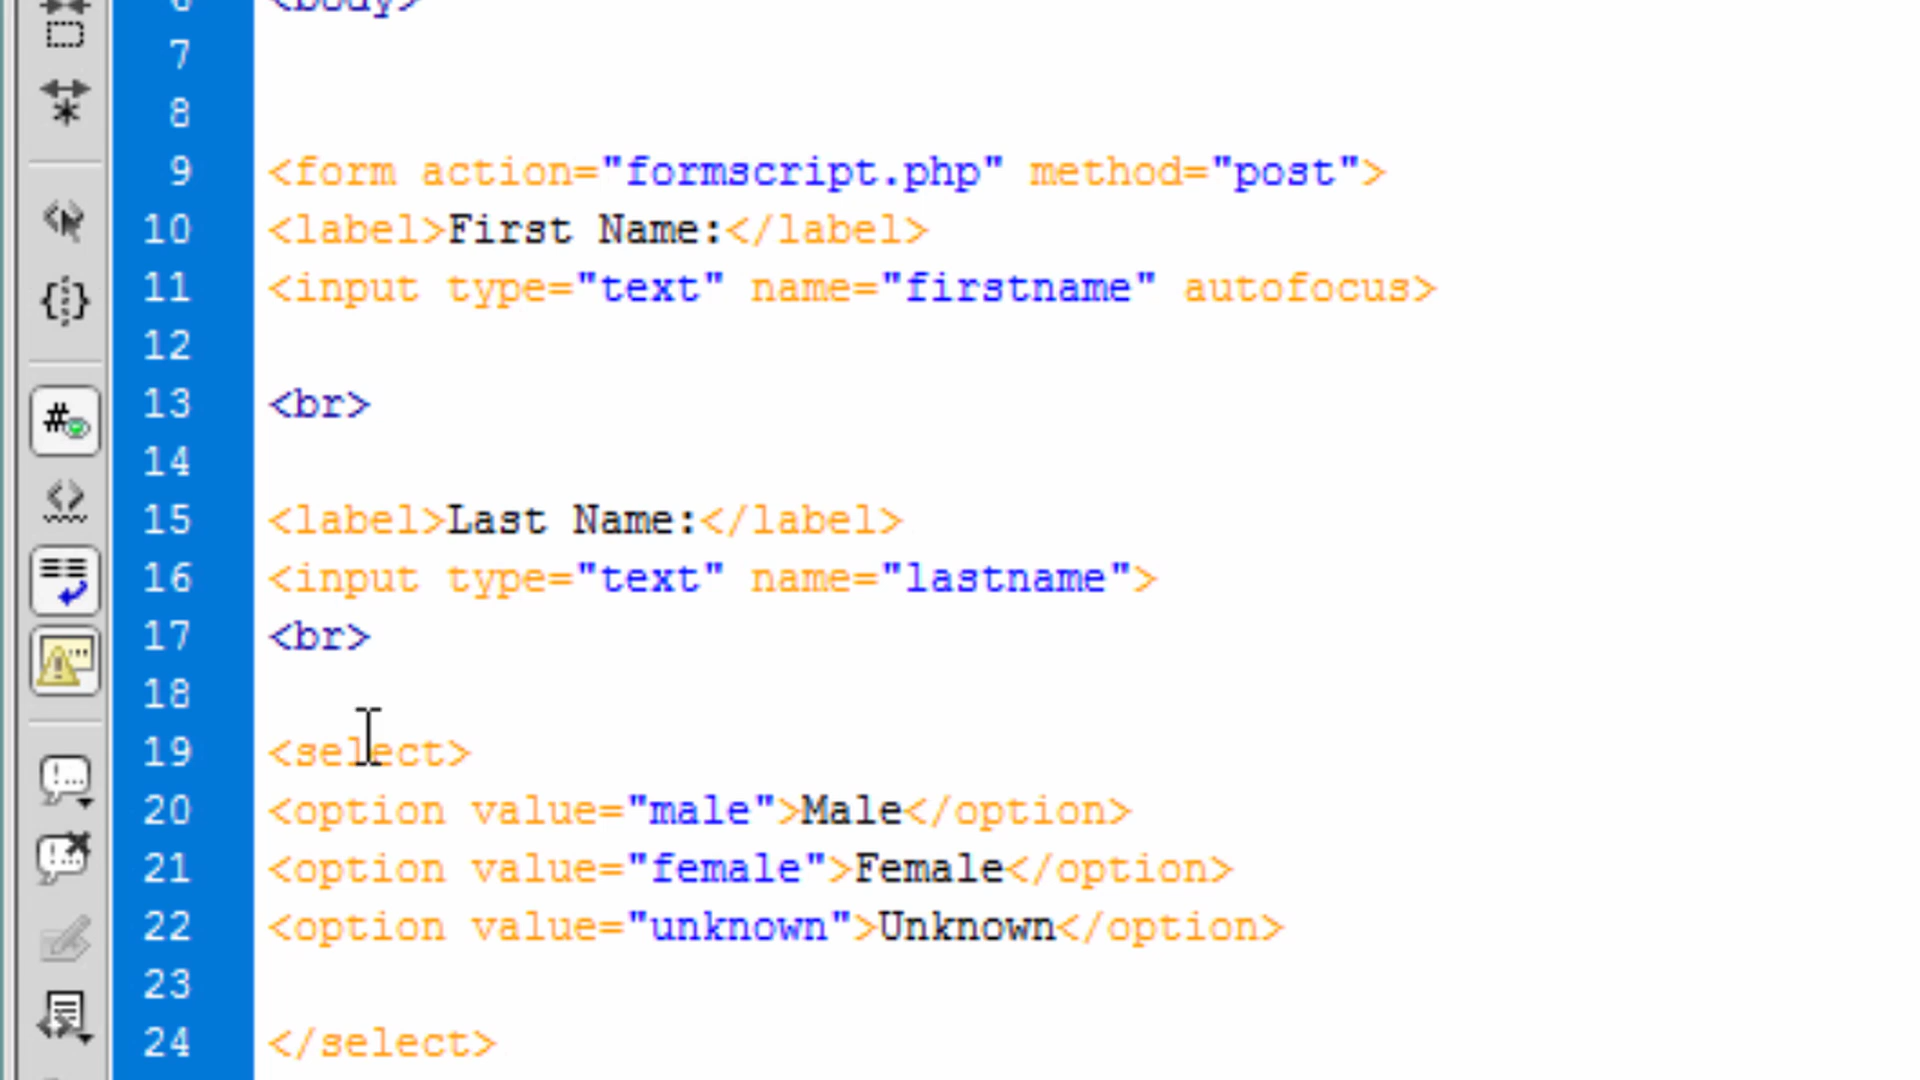 6 <body>
7
8
9 <form action="formscript.php" method="post">
10 <label>First Name:</label>
11 <input type="text" name="firstname" autofocus>
12
13 <br>
14
15 <label>Last Name:</label>
16 <input type="text" name="lastname">
17 <br>
18
19 <select>
20 <option value="male">Male</option>
21 <option value="female">Female</option>
22 <option value="unknown">Unknown</option>
23
24 </select>